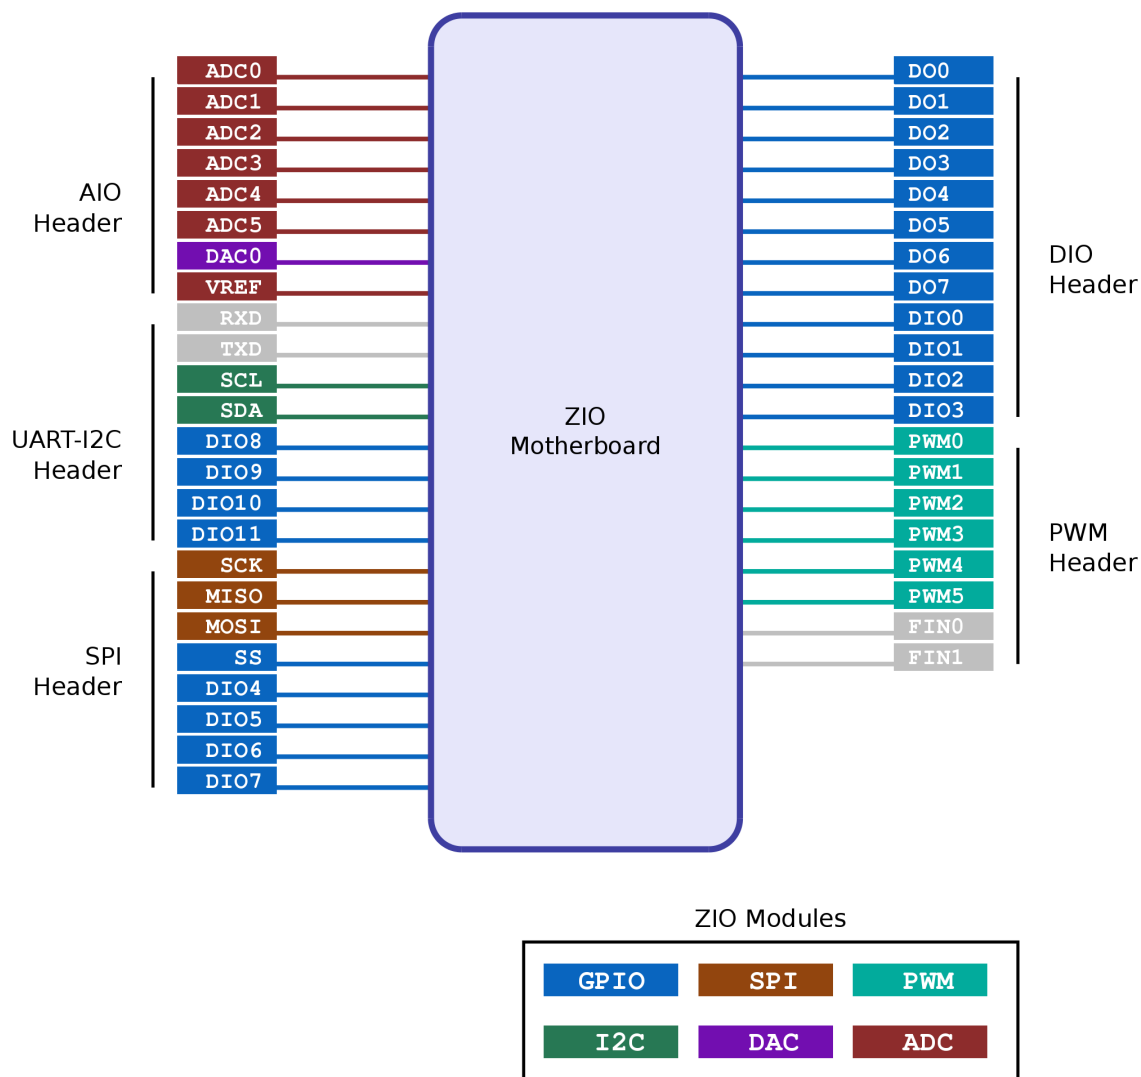 ADC0
ADC1
ADC2
ADC3
ADC4
ADC5
DAC0
VREF
RXD
TXD
SCL
SDA
DIO8
DIO9
DIO10
DIO11
SCK
MISO
MOSI
SS
DIO4
DIO5
DIO6
DIO7
AIO
Header
UART-I2C
Header
SPI
Header
ZIO
Motherboard
DO0
DO1
DO2
DO3
DO4
DO5
DO6
DO7
DIO0
DIO1
DIO2
DIO3
PWM0
PWM1
PWM2
PWM3
PWM4
PWM5
FIN0
FIN1
DIO
Header
PWM
Header
ZIO Modules
GPIO SPI PWM
I2C DAC ADC